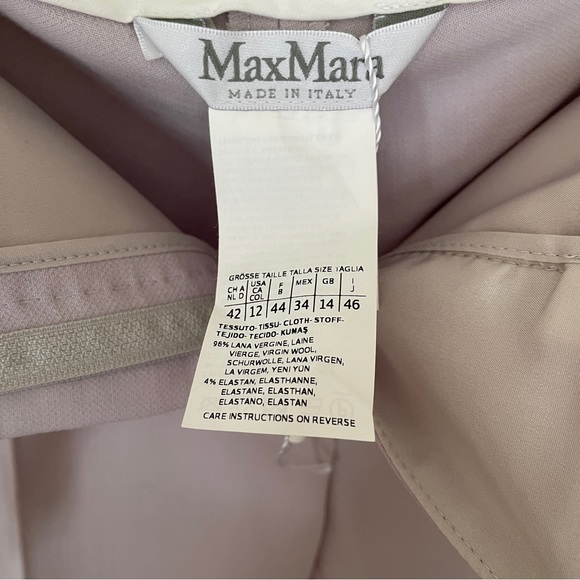 MaxMara
MADE IN ITALY
GRÖSSE TAILLE TALLA SIZE TAGLIA
CH A NL D USA CA COL F B MEX GB I J
42 12 44 34 14 46
TESSUTO- TISSU- CLOTH- STOFF-
TEJIDO- TECIDO- KUMAŞ
96% LANA VERGINE, LAINE
VIERGE, VIRGIN WOOL,
SCHURWOLLE, LANA VIRGEN,
LA VIRGEM, YENI YÜN
4% ELASTAN, ELASTHANNE,
ELASTANE, ELASTHAN,
ELASTANO, ELASTAN
CARE INSTRUCTIONS ON REVERSE